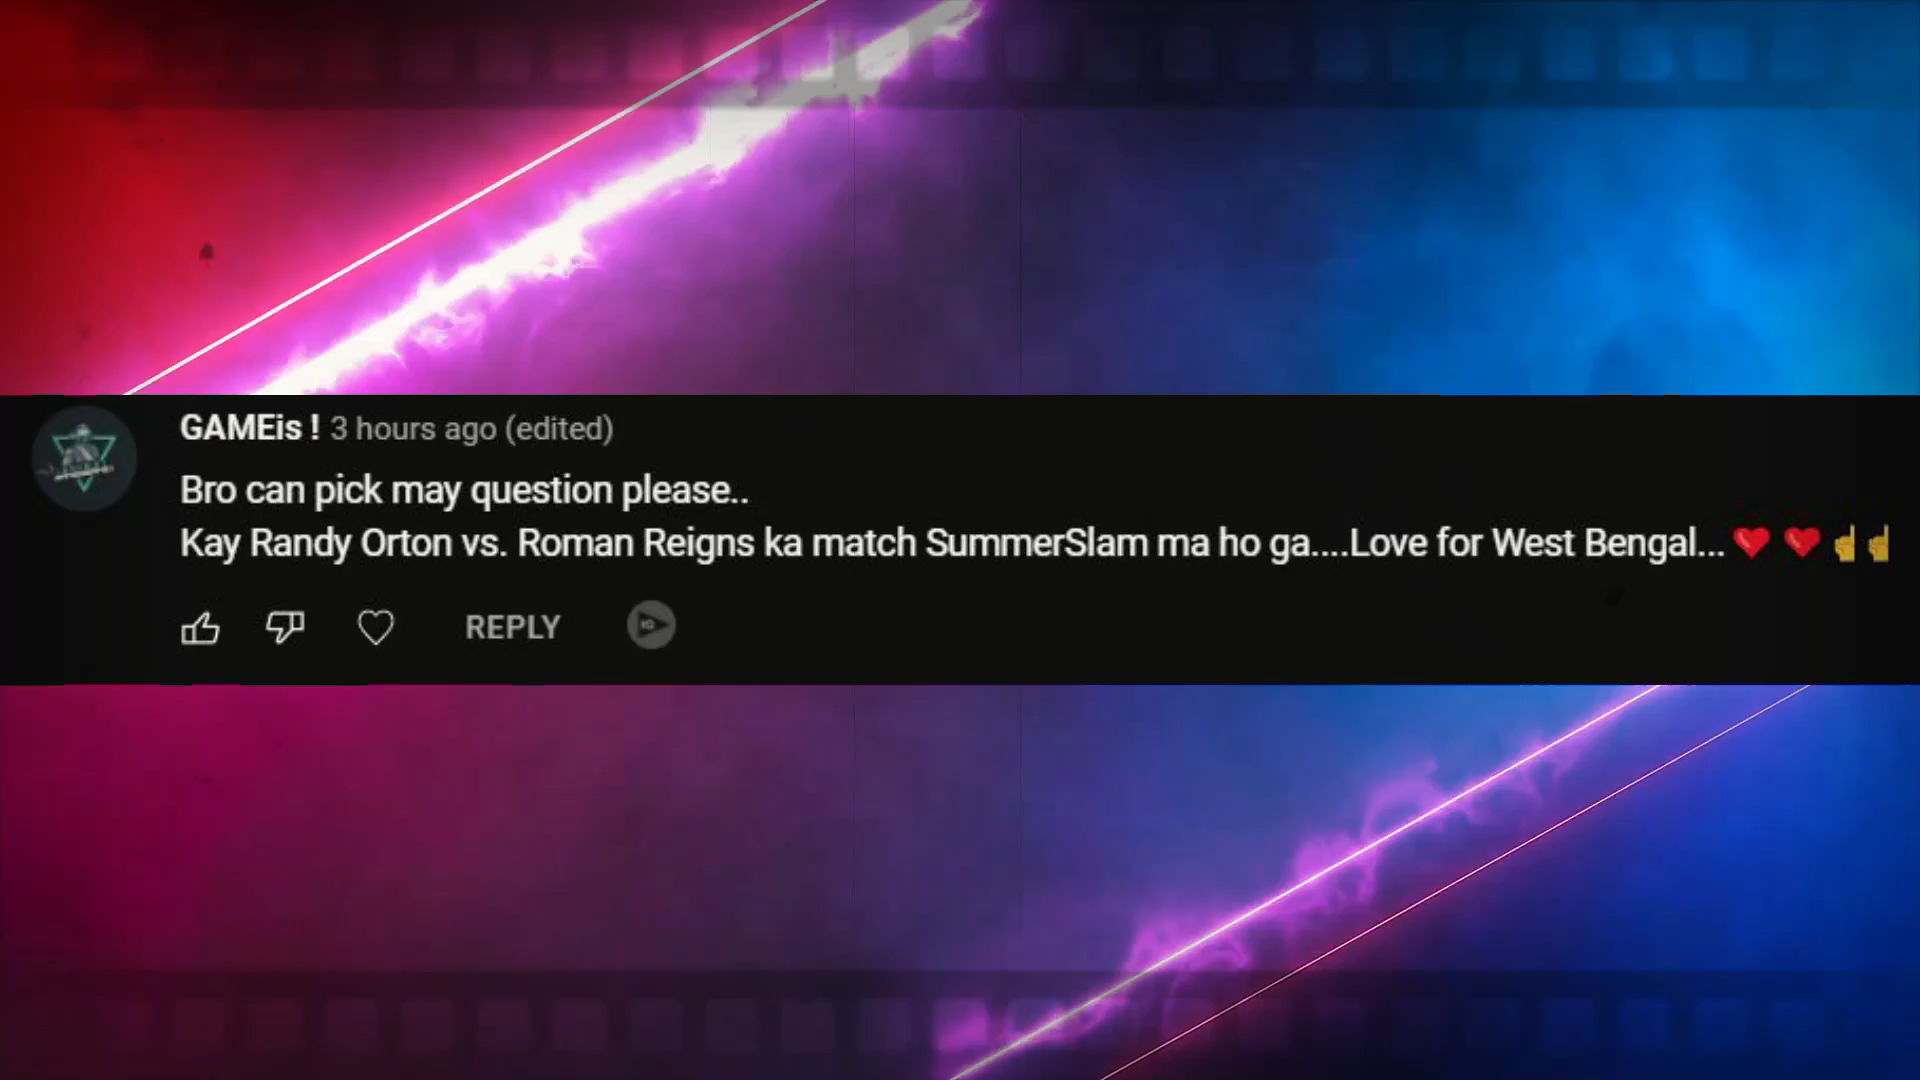 GAMEis ! 3 hours ago (edited)
Bro can pick may question please..
Kay Randy Orton vs. Roman Reigns ka match SummerSlam ma ho ga....Love for West Bengal... ❤️ ❤️ ☝️☝️
REPLY